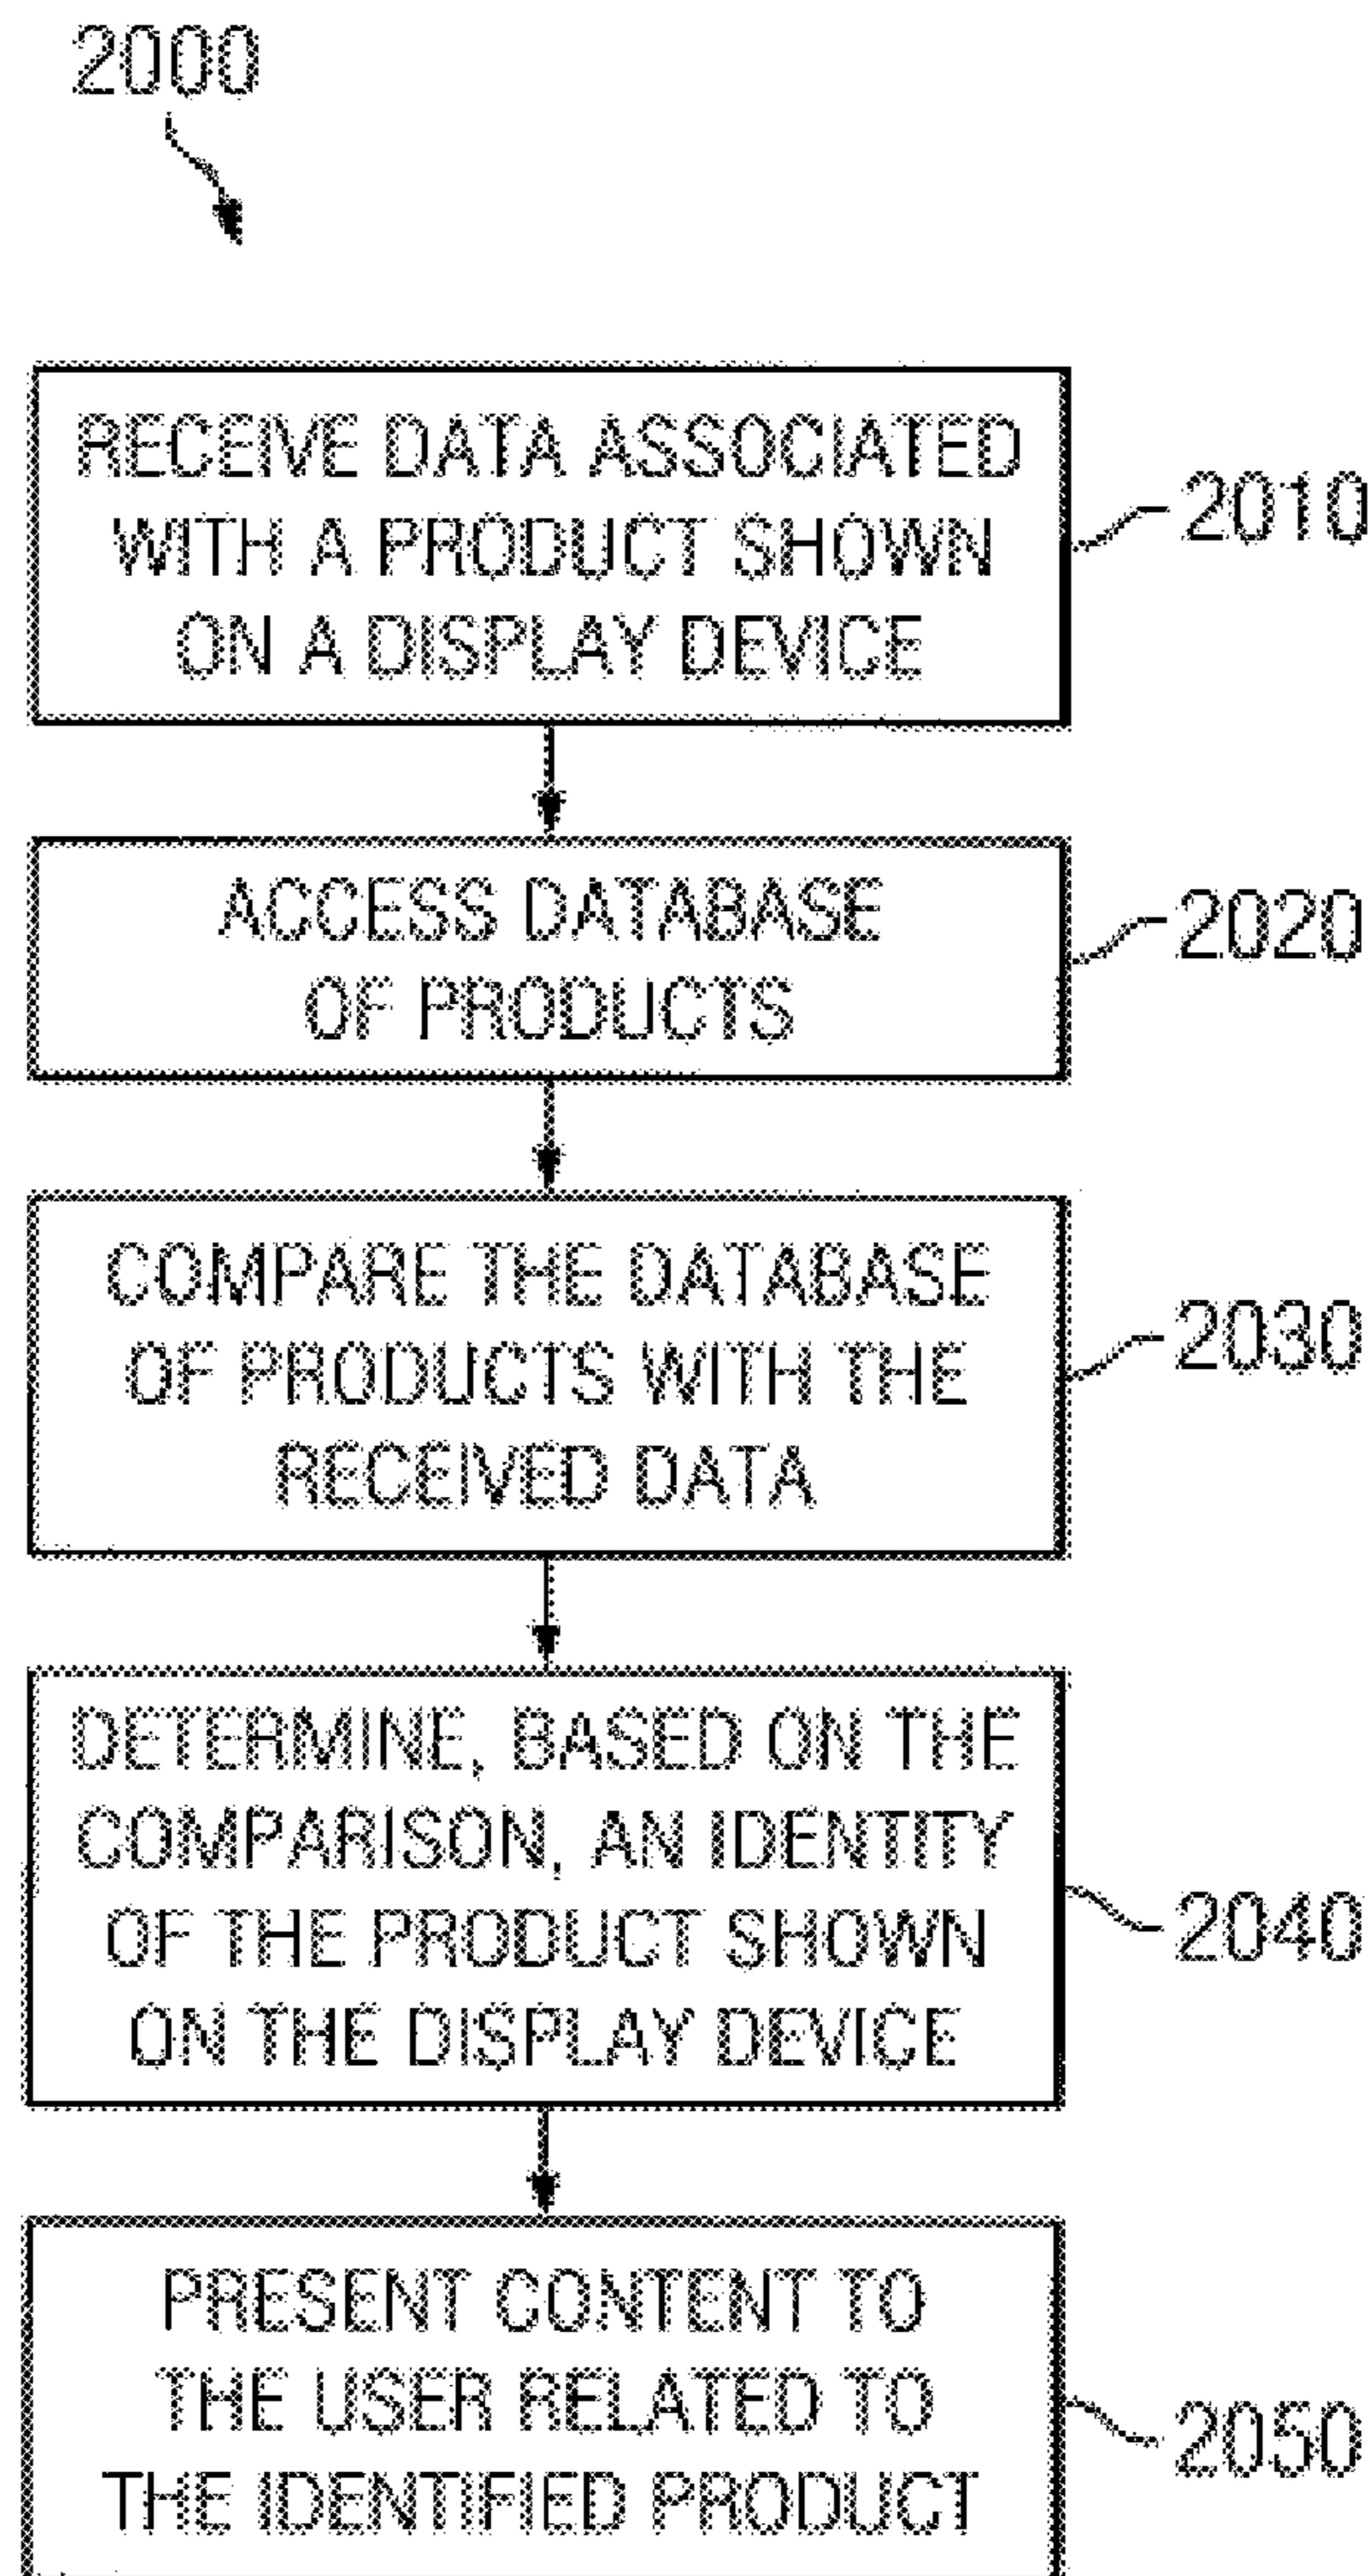 2000
RECEIVE DATA ASSOCIATED
WITH A PRODUCT SHOWN
ON A DISPLAY DEVICE
2010
ACCESS DATABASE
OF PRODUCTS
2020
COMPARE THE DATABASE
OF PRODUCTS WITH THE
RECEIVED DATA
2030
DETERMINE, BASED ON THE
COMPARISON, AN IDENTITY
OF THE PRODUCT SHOWN
ON THE DISPLAY DEVICE
2040
PRESENT CONTENT TO
THE USER RELATED TO
THE IDENTIFIED PRODUCT
2050